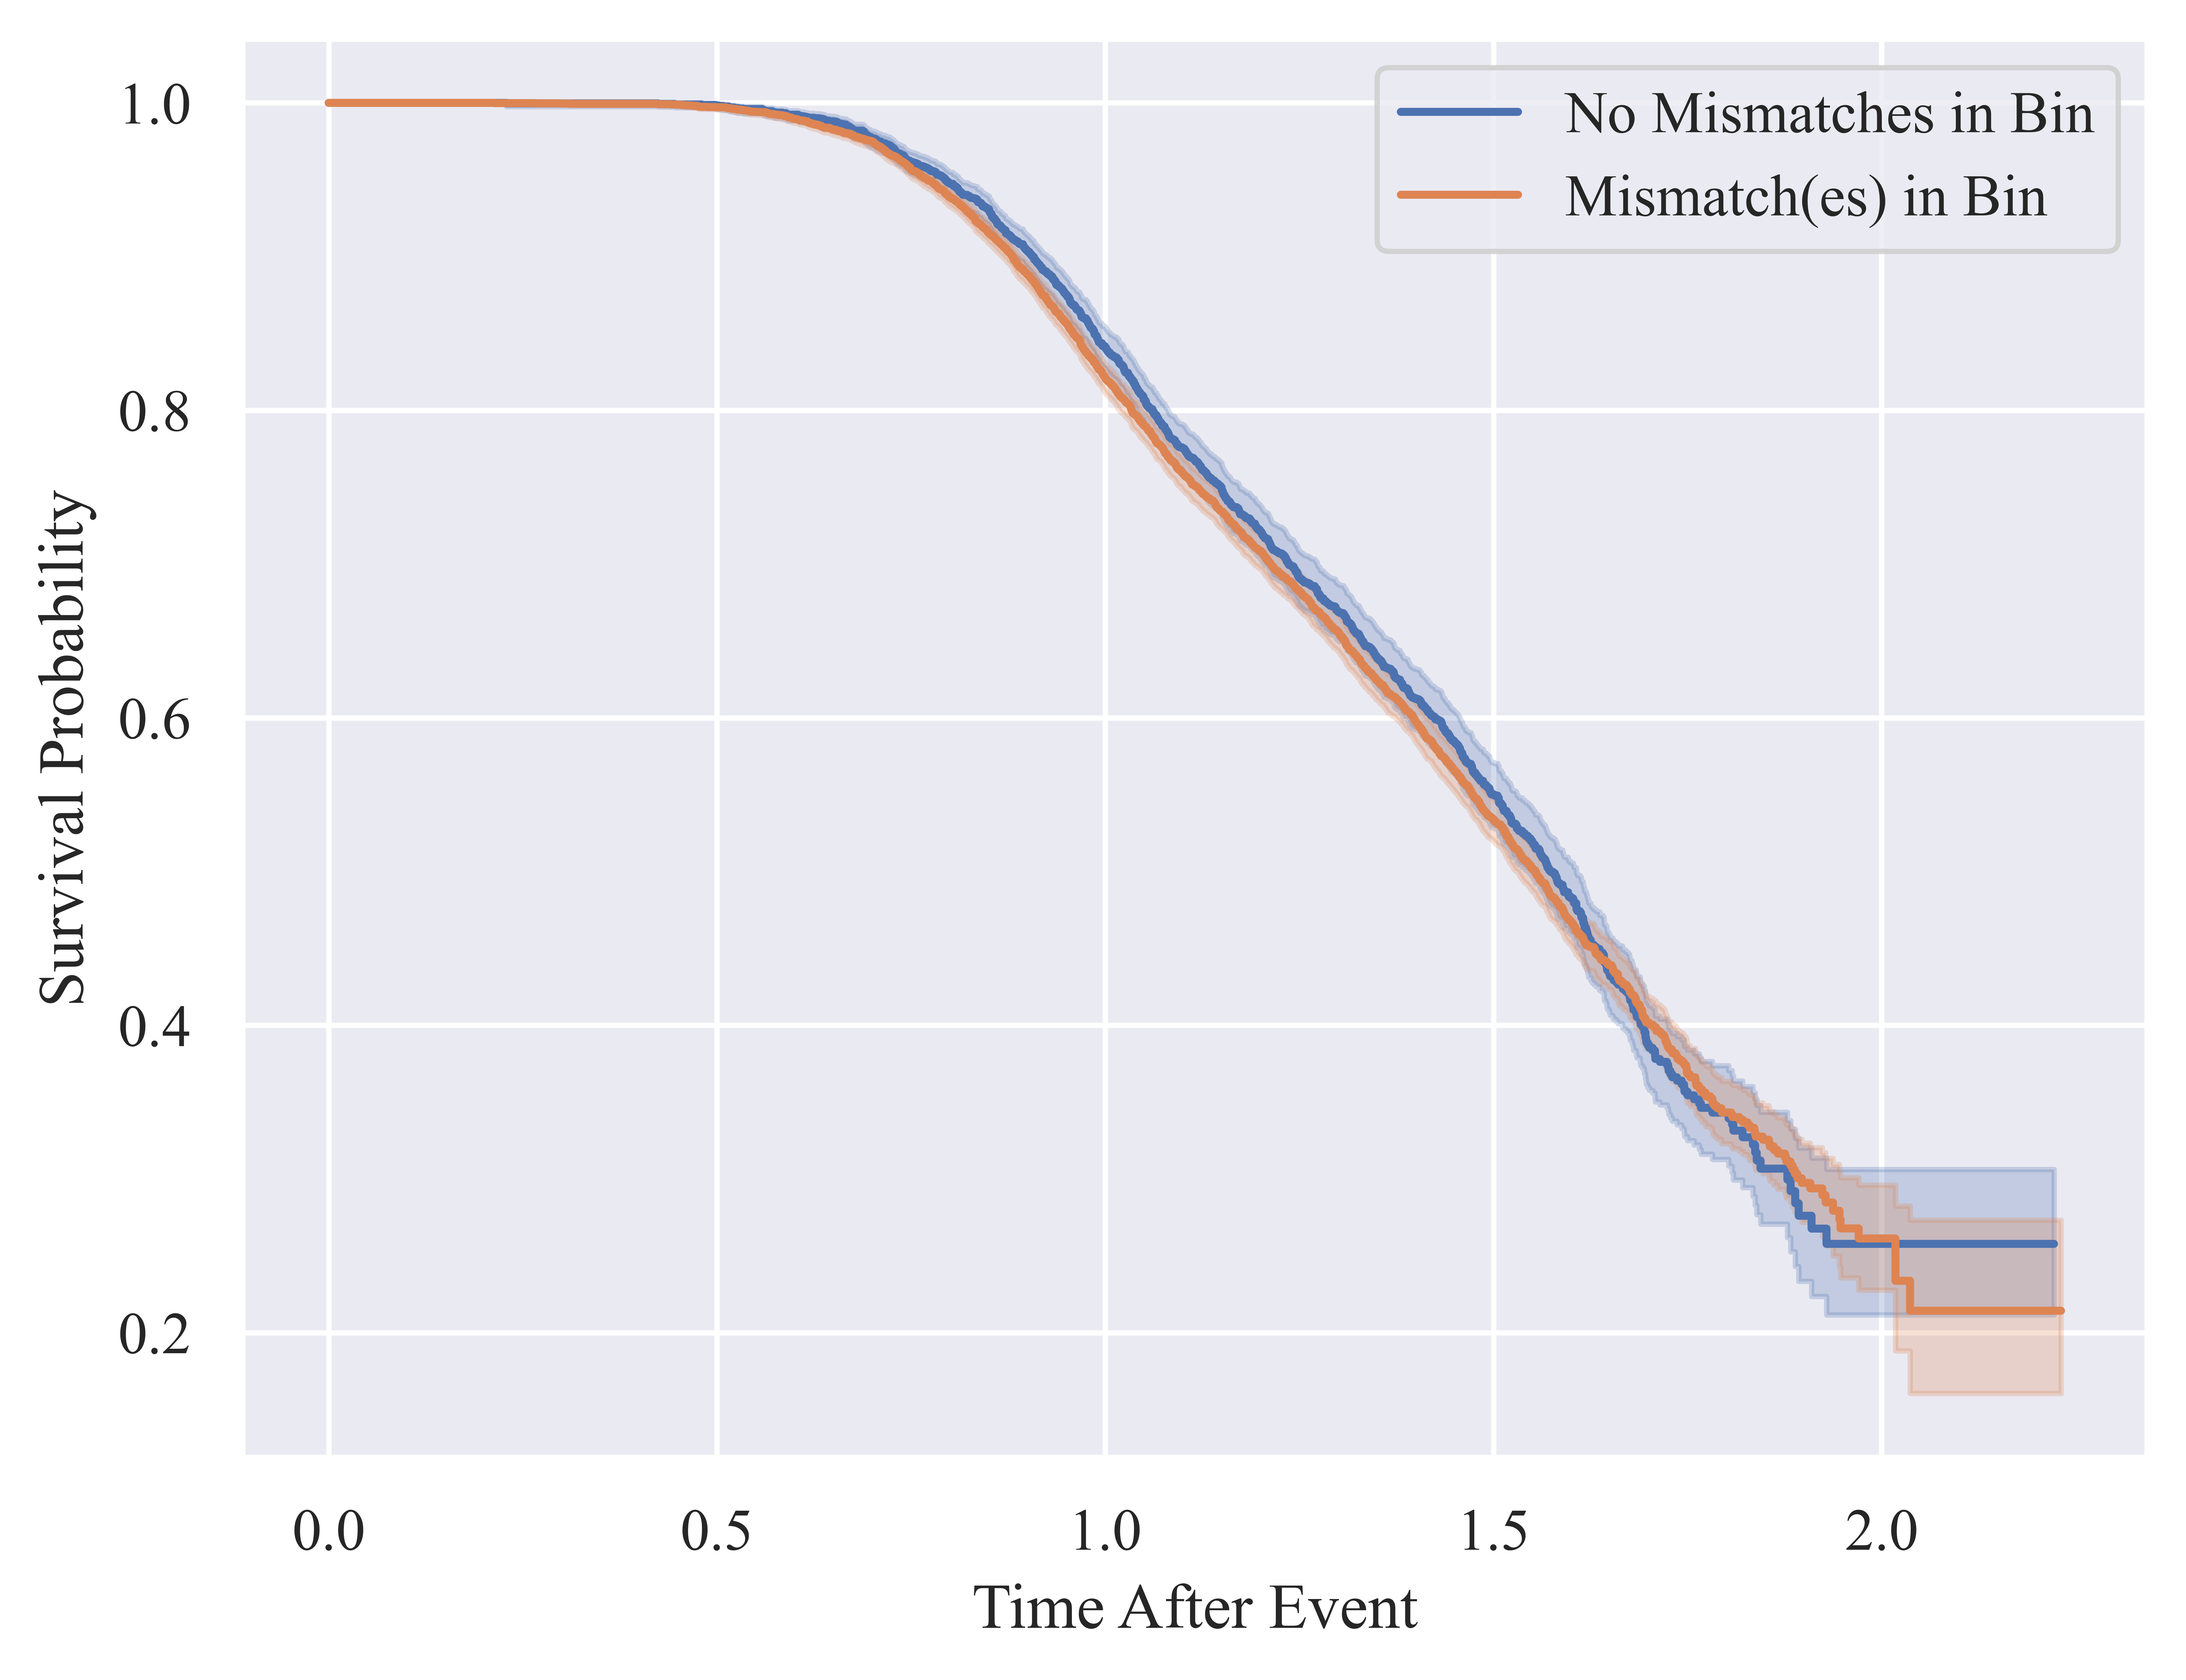 No Mismatches in Bin
Mismatch(es) in Bin
Survival Probability
1.0
0.8
0.6
0.4
0.2
0.0 0.5 1.0 1.5 2.0
Time After Event